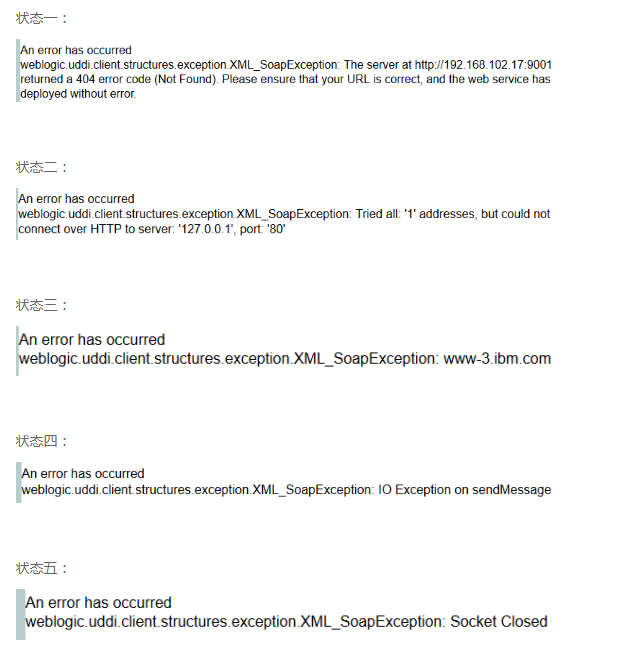 状态一：
An error has occurred
weblogic.uddi.client.structures.exception.XML_SoapException: The server at http://192.168.102.17:9001
returned a 404 error code (Not Found). Please ensure that your URL is correct, and the web service has
deployed without error.
状态二：
An error has occurred
weblogic.uddi.client.structures.exception.XML_SoapException: Tried all: '1' addresses, but could not
connect over HTTP to server: '127.0.0.1', port: '80'
状态三：
An error has occurred
weblogic.uddi.client.structures.exception.XML_SoapException: www-3.ibm.com
状态四：
An error has occurred
weblogic.uddi.client.structures.exception.XML_SoapException: IO Exception on sendMessage
状态五：
An error has occurred
weblogic.uddi.client.structures.exception.XML_SoapException: Socket Closed